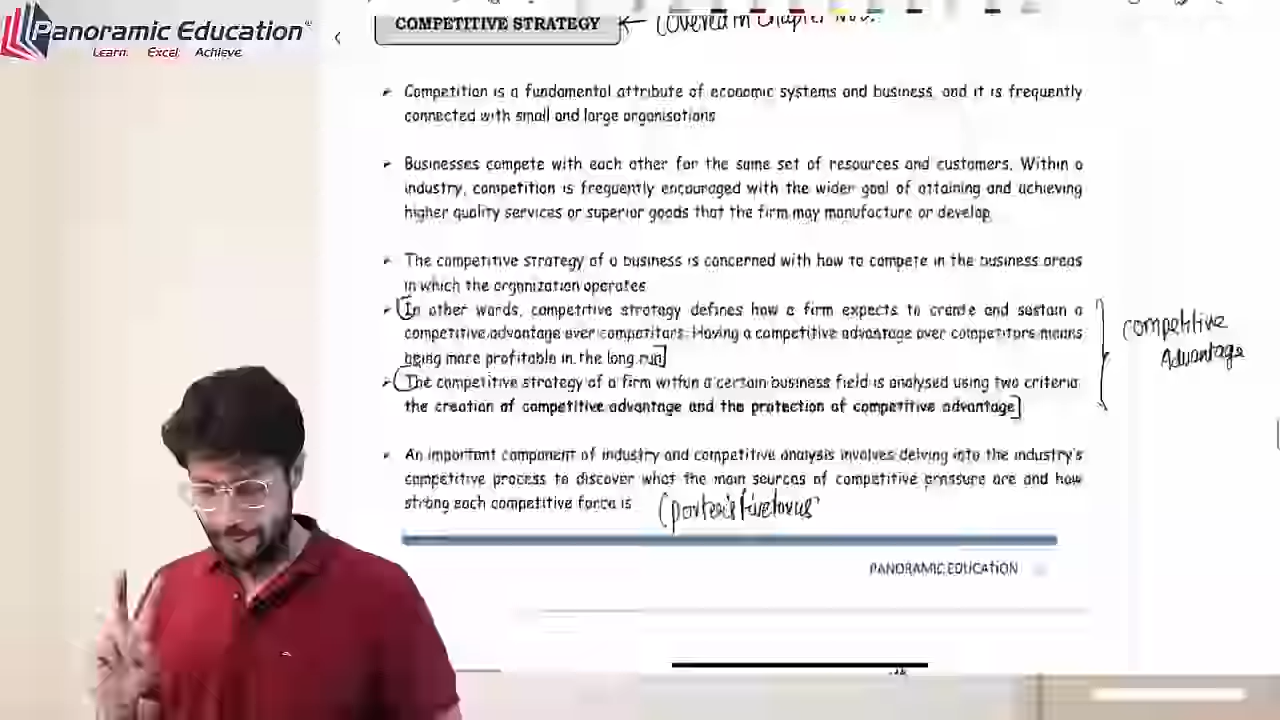 Panoramic Education
Learn. Excel. Achieve.
COMPETITIVE STRATEGY
Covered in Chapter
➤ Competition is a fundamental attribute of economic systems and business, and it is frequently
connected with small and large organisations
➤ Businesses compete with each other for the same set of resources and customers. Within a
industry, competition is frequently encouraged with the wider goal of attaining and achieving
higher quality services or superior goods that the firm may manufacture or develop
➤ The competitive strategy of a business is concerned with how to compete in the business areas
in which the organization operates
➤ In other words, competitive strategy defines how a firm expects to create and sustain a
competitive advantage over competitors. Having a competitive advantage over competitors means
being more profitable in the long run]
➤ The competitive strategy of a firm within a certain business field is analysed using two criteria
the creation of competitive advantage and the protection of competitive advantage]
competitive
Advantage
➤ An important component of industry and competitive analysis involves delving into the industry's
competitive process to discover what the main sources of competitive pressure are and how
strong each competitive force is
PANORAMIC EDUCATION